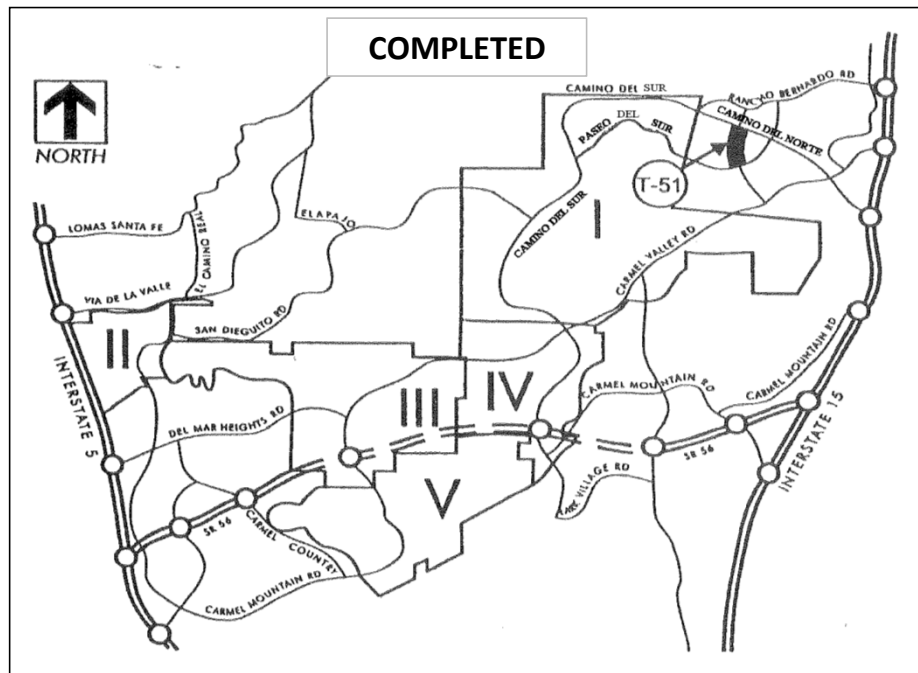 COMPLETED
NORTH
CAMINO DEL SUR
RANCHO BERNARDO RD
CAMINO DEL NORTE
PASEO DEL SUR
T-51
LOMAS SANTA FE
EL CAMINO REAL
EL APAJO
CAMINO DEL SUR
I
CARMEL VALLEY RD
VIA DE LA VALLE
SAN DIEGUITO RD
II
INTERSTATE 5
III
IV
CARMEL MOUNTAIN RD
CARMEL MOUNTAIN RD
DEL MAR HEIGHTS RD
INTERSTATE 15
SR 56
V
PARK VILLAGE RD
SR 56
CARMEL COUNTRY
CARMEL MOUNTAIN RD